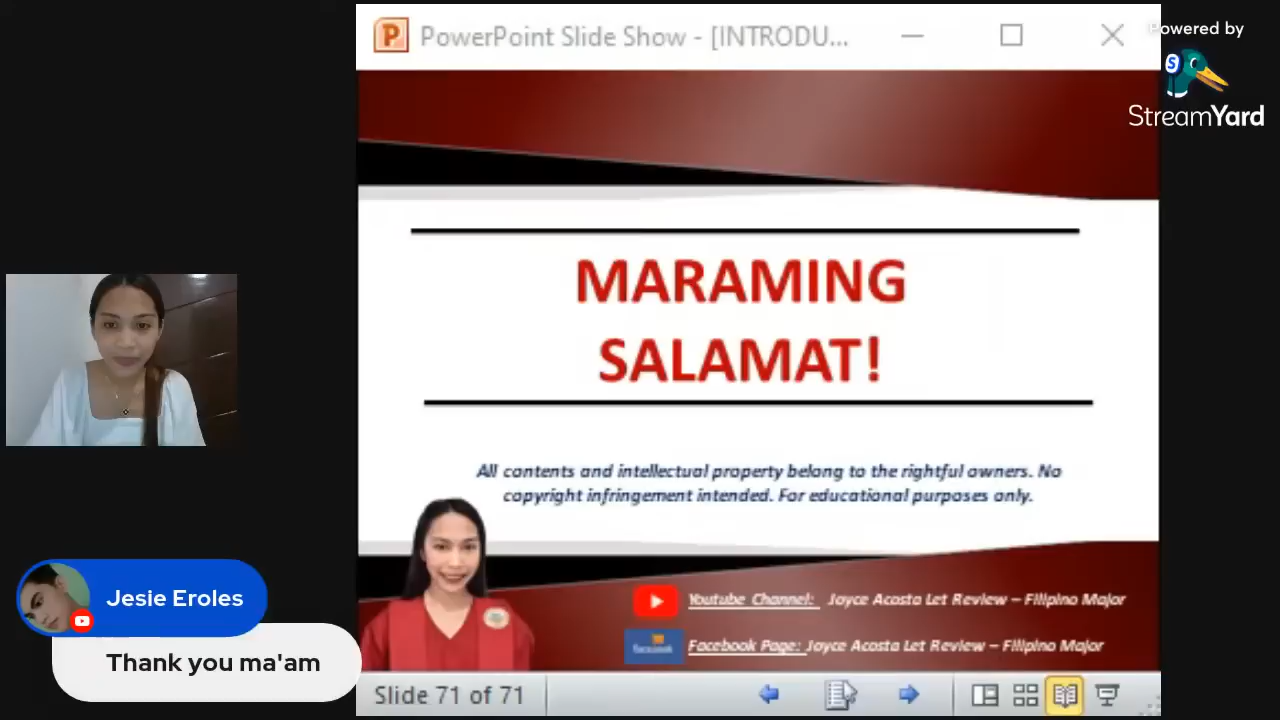 PowerPoint Slide Show - [INTRODU...
Powered by
StreamYard
MARAMING
SALAMAT!
All contents and intellectual property belong to the rightful owners. No
copyright infringement intended. For educational purposes only.
Jesie Eroles
Thank you ma'am
Youtube Channel: Joyce Acosta Let Review – Filipino Major
Facebook Page: Joyce Acosta Let Review – Filipino Major
Slide 71 of 71